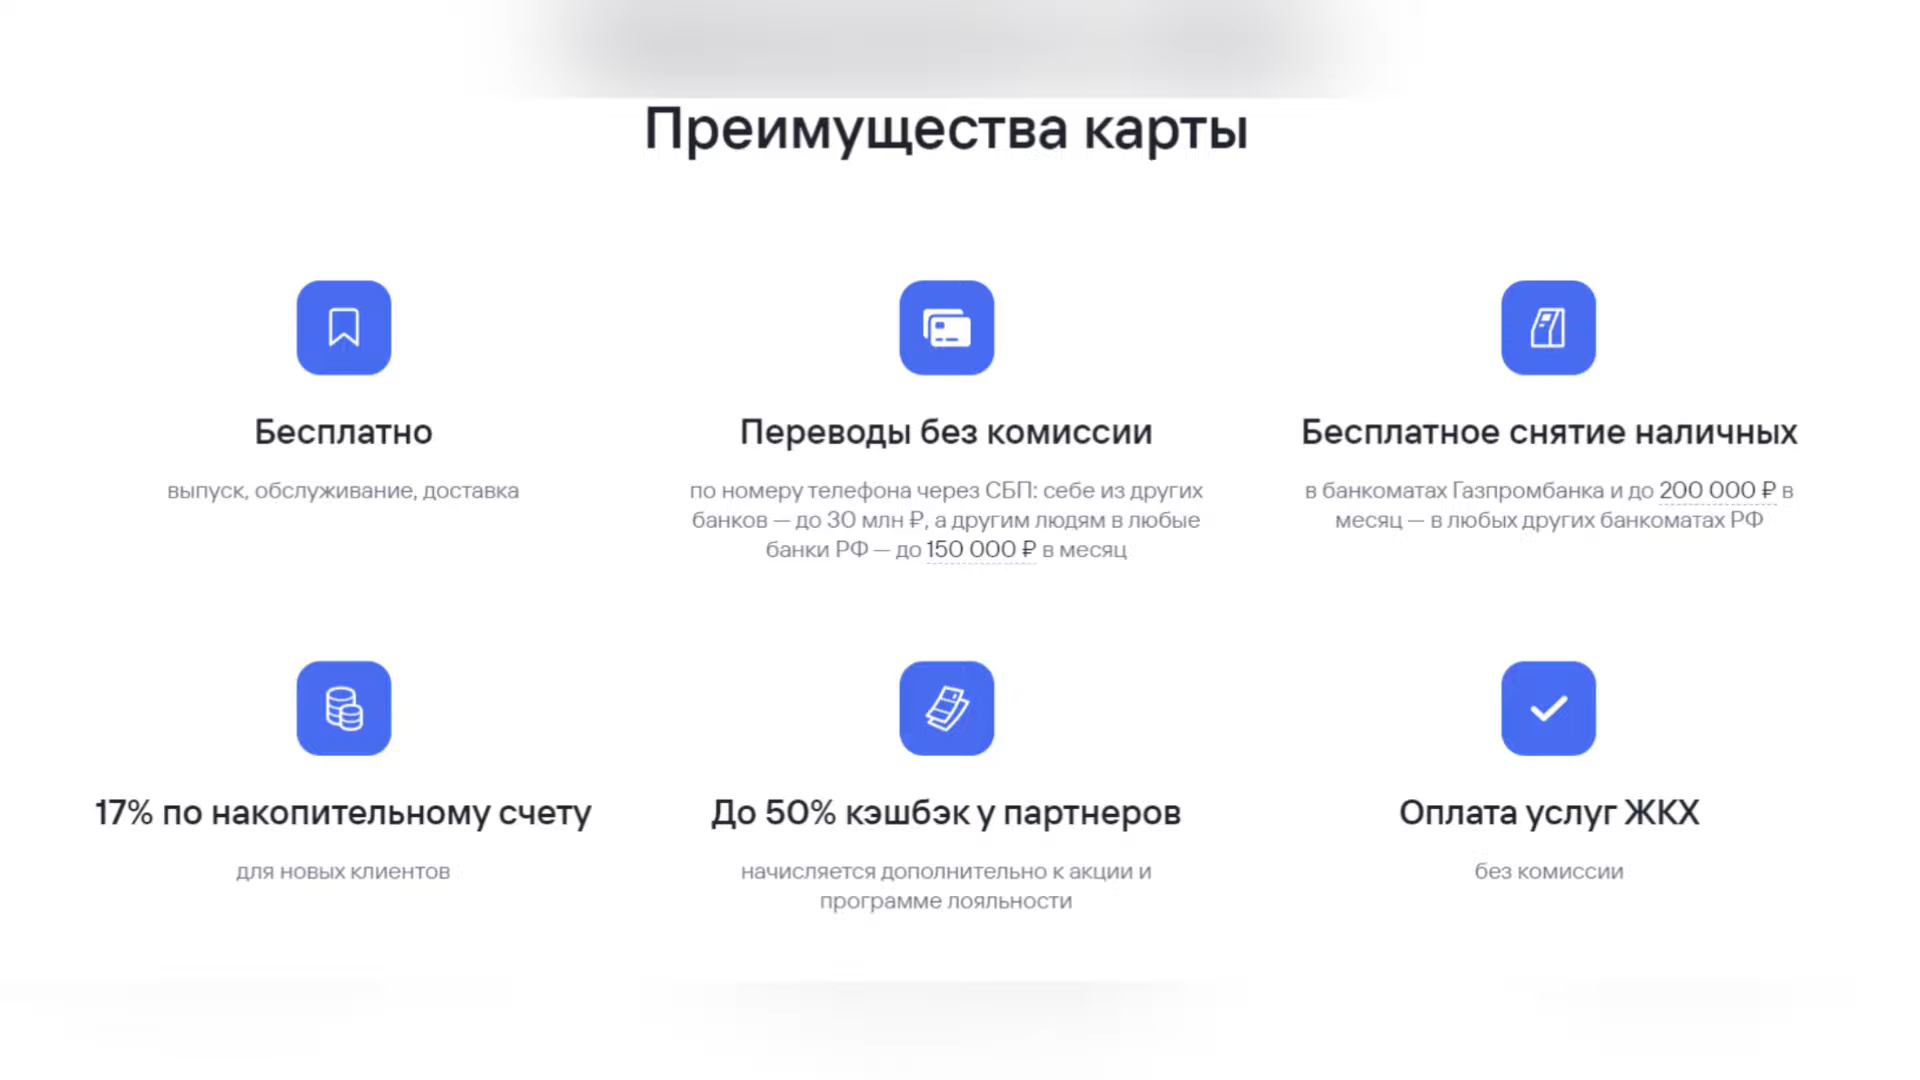 Преимущества карты
Бесплатно
выпуск, обслуживание, доставка
Переводы без комиссии
по номеру телефона через СБП: себе из других
банков — до 30 млн ₽, а другим людям в любые
банки РФ — до 150 000 ₽ в месяц
Бесплатное снятие наличных
в банкоматах Газпромбанка и до 200 000 ₽ в
месяц — в любых других банкоматах РФ
17% по накопительному счету
для новых клиентов
До 50% кэшбэк у партнеров
начисляется дополнительно к акции и
программе лояльности
Оплата услуг ЖКХ
без комиссии